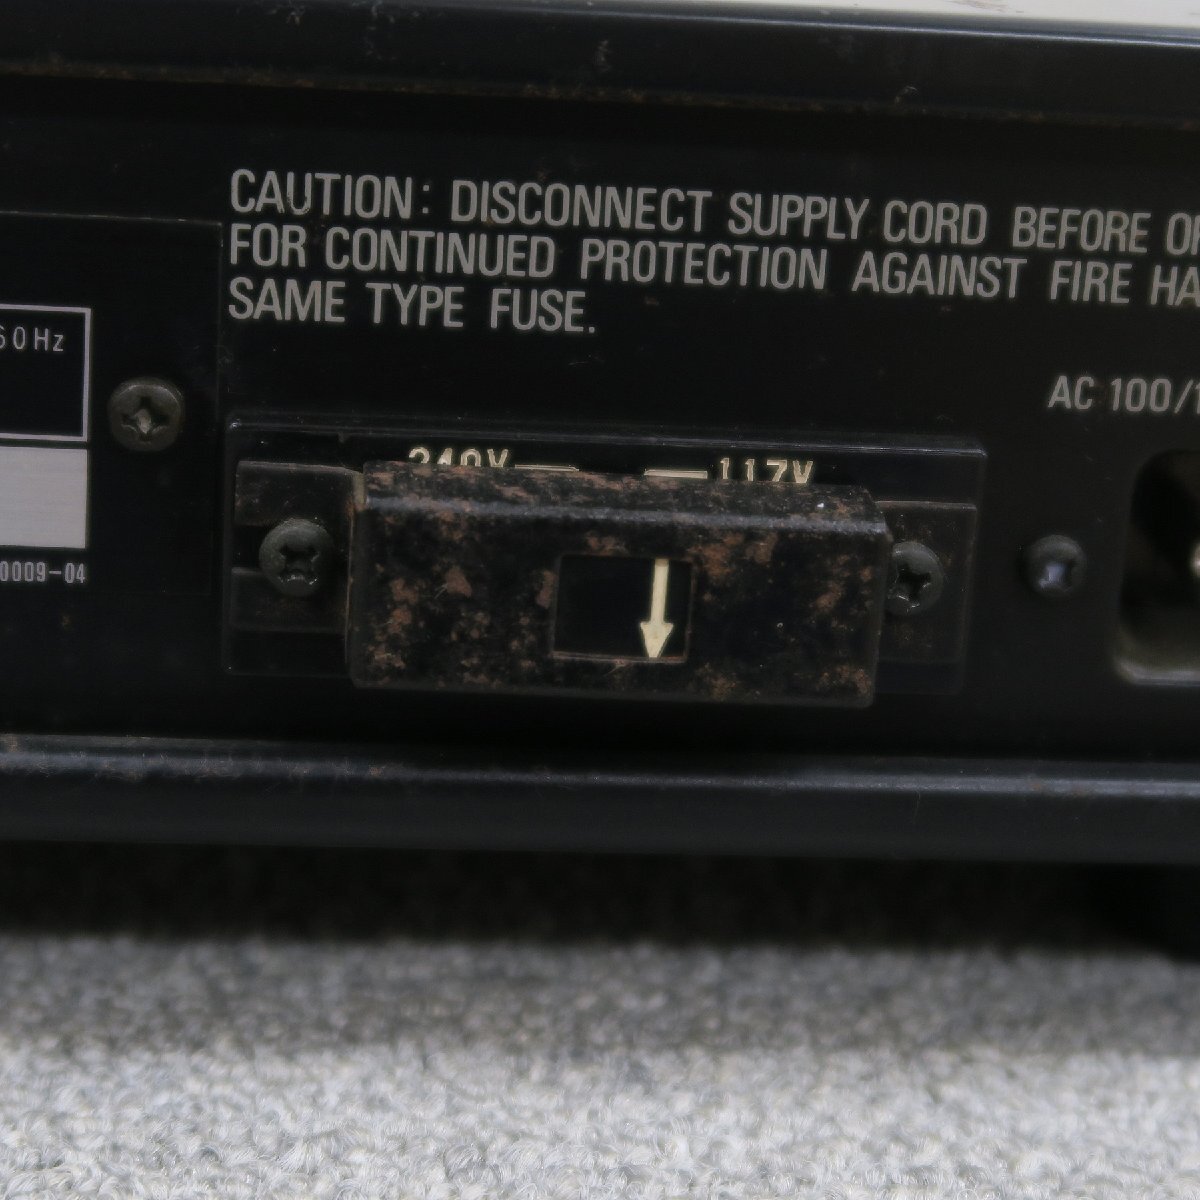 CAUTION: DISCONNECT SUPPLY CORD BEFORE
FOR CONTINUED PROTECTION AGAINST FIRE
SAME TYPE FUSE.
60Hz
AC 100/1
240V 117V
0009-04